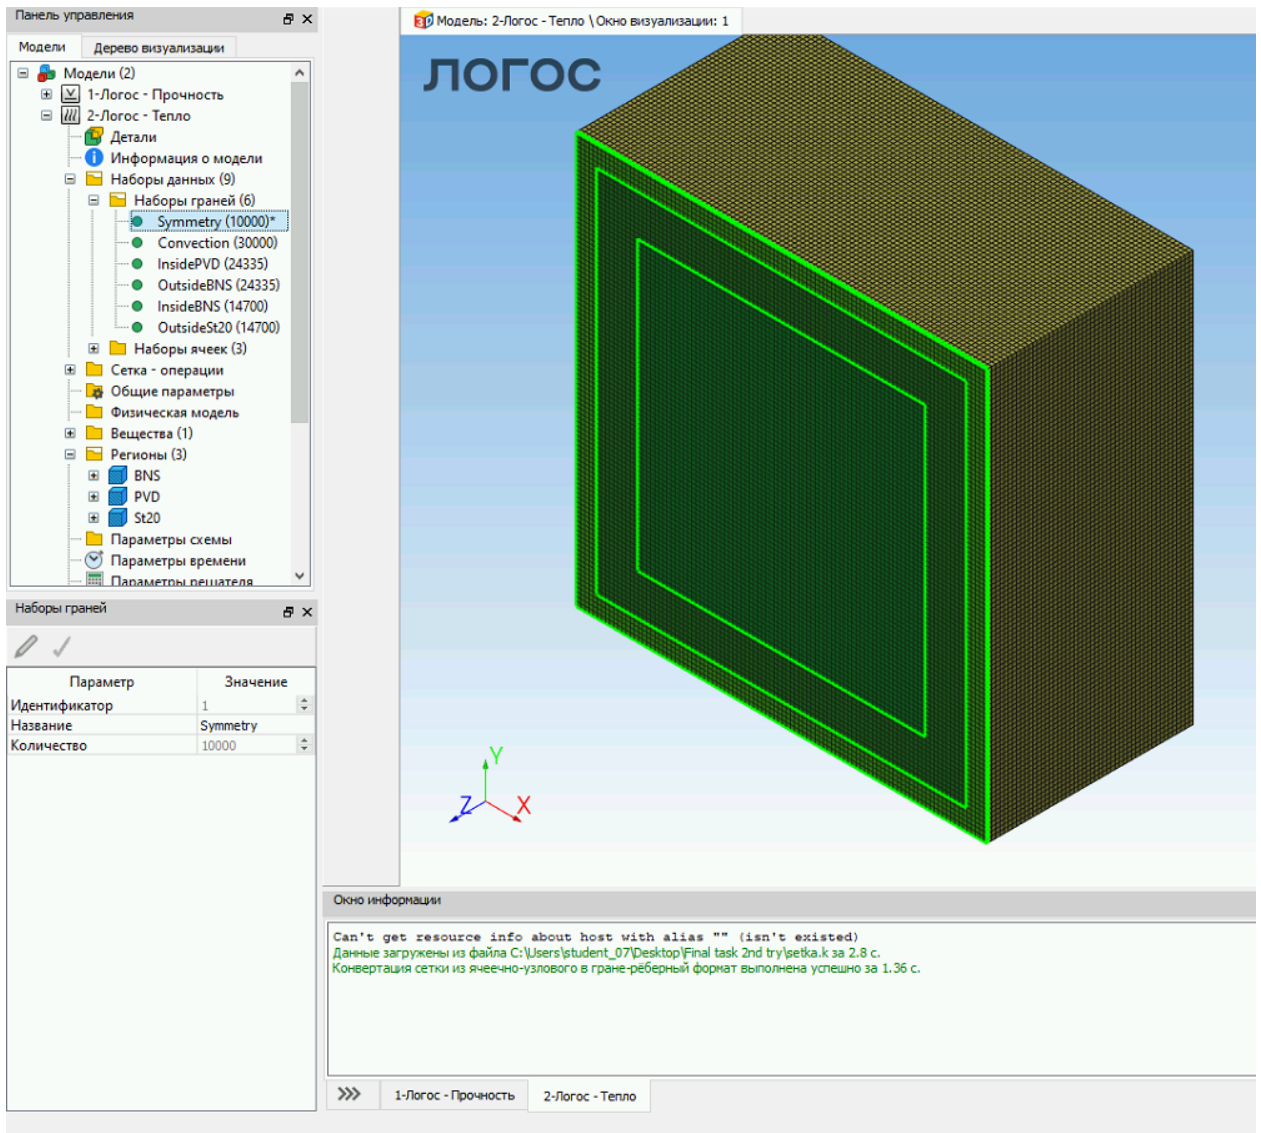 Панель управления
Модели
Дерево визуализации
Модели (2)
1-Логос - Прочность
2-Логос - Тепло
Детали
Информация о модели
Наборы данных (9)
Наборы граней (6)
Symmetry (10000)*
Convection (30000)
InsidePVD (24335)
OutsideBNS (24335)
InsideBNS (14700)
OutsideSt20 (14700)
Наборы ячеек (3)
Сетка - операции
Общие параметры
Физическая модель
Вещества (1)
Регионы (3)
BNS
PVD
St20
Параметры схемы
Параметры времени
Параметры решателя
Наборы граней
Параметр Значение
Идентификатор 1
Название Symmetry
Количество 10000
3D Модель: 2-Логос - Тепло \ Окно визуализации: 1
ЛОГОС
Y
Z
X
Окно информации
Can't get resource info about host with alias "" (isn't existed)
Данные загружены из файла C:\Users\student_07\Desktop\Final task 2nd try\setka.k за 2.8 с.
Конвертация сетки из ячеечно-узлового в гране-рёберный формат выполнена успешно за 1.36 с.
1-Логос - Прочность
2-Логос - Тепло